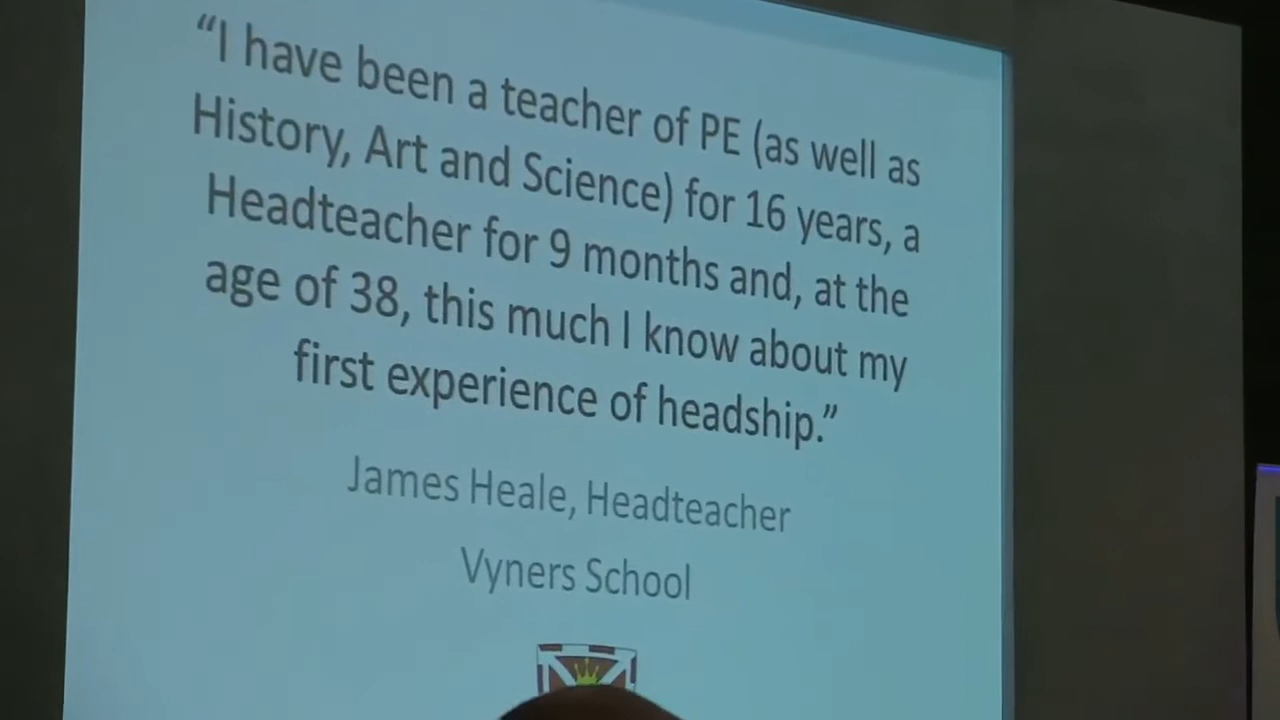 “I have been a teacher of PE (as well as
History, Art and Science) for 16 years, a
Headteacher for 9 months and, at the
age of 38, this much I know about my
first experience of headship.”
James Heale, Headteacher
Vyners School